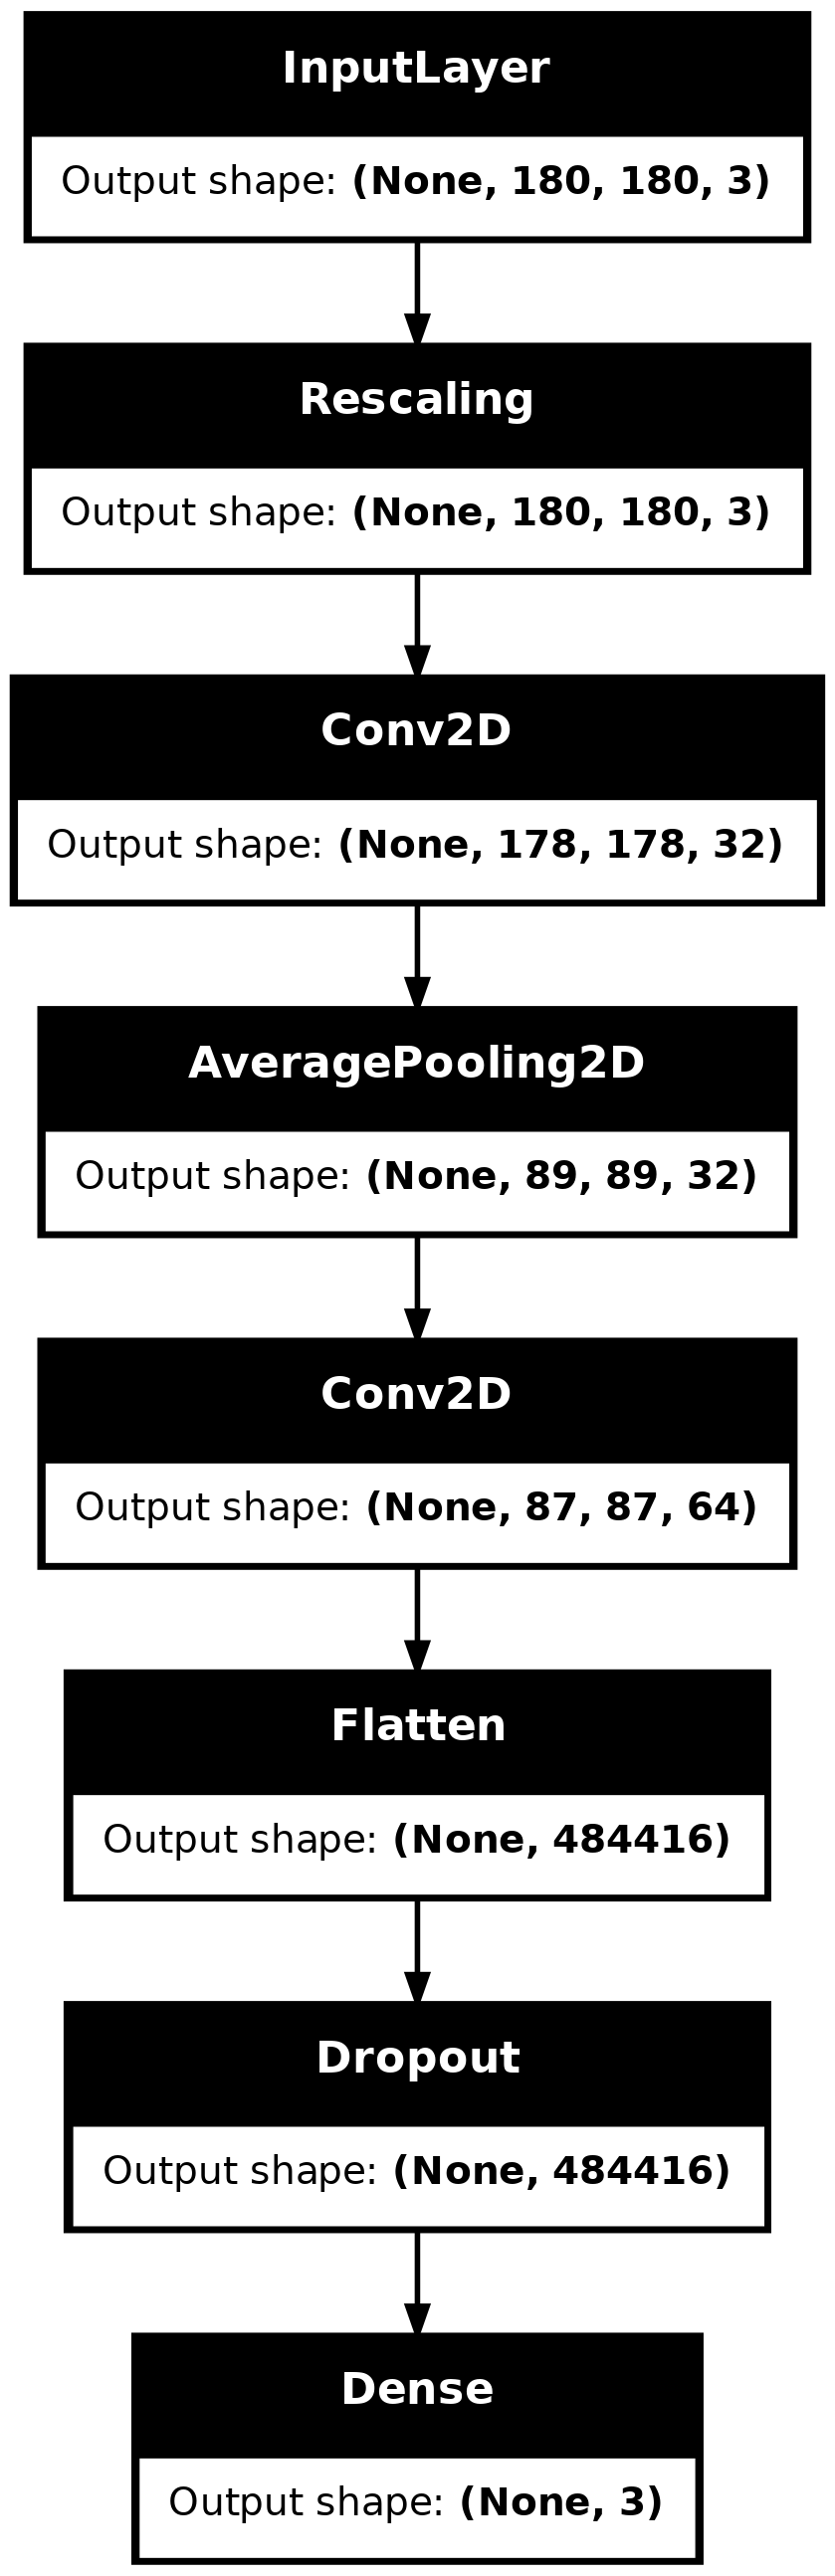 InputLayer
Output shape: (None, 180, 180, 3)
Rescaling
Output shape: (None, 180, 180, 3)
Conv2D
Output shape: (None, 178, 178, 32)
AveragePooling2D
Output shape: (None, 89, 89, 32)
Conv2D
Output shape: (None, 87, 87, 64)
Flatten
Output shape: (None, 484416)
Dropout
Output shape: (None, 484416)
Dense
Output shape: (None, 3)